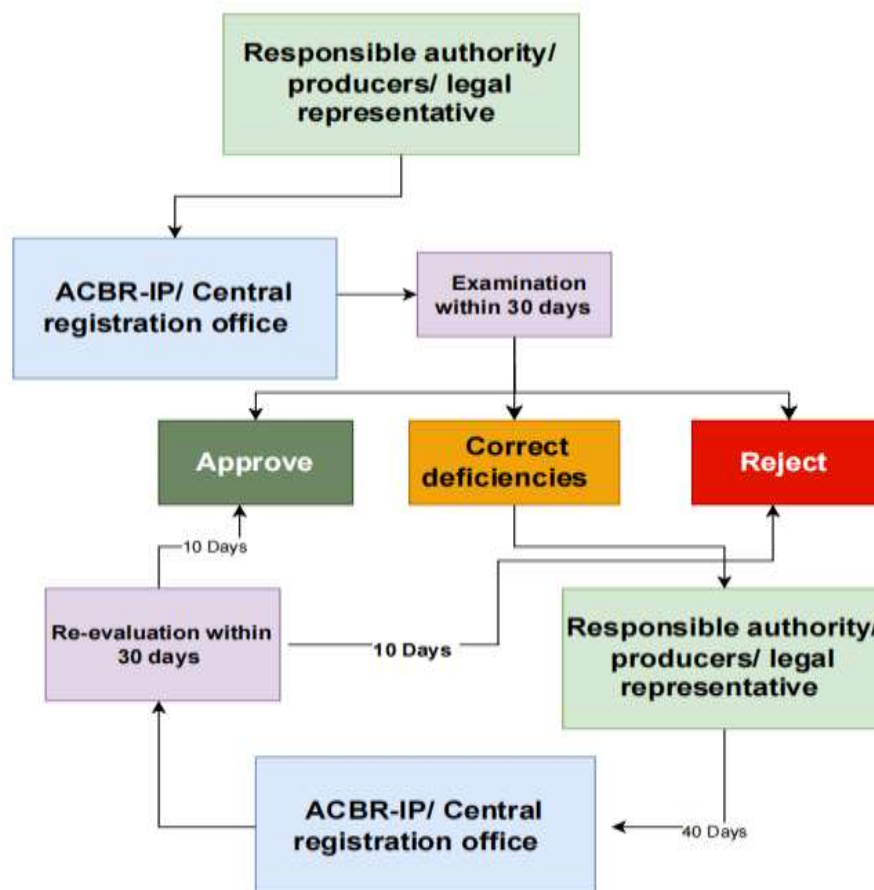 Responsible authority/
producers/ legal
representative
ACBR-IP/ Central
registration office
Examination
within 30 days
Approve
Correct
deficiencies
Reject
10 Days
Re-evaluation within
30 days
10 Days
Responsible authority/
producers/ legal
representative
ACBR-IP/ Central
registration office
40 Days